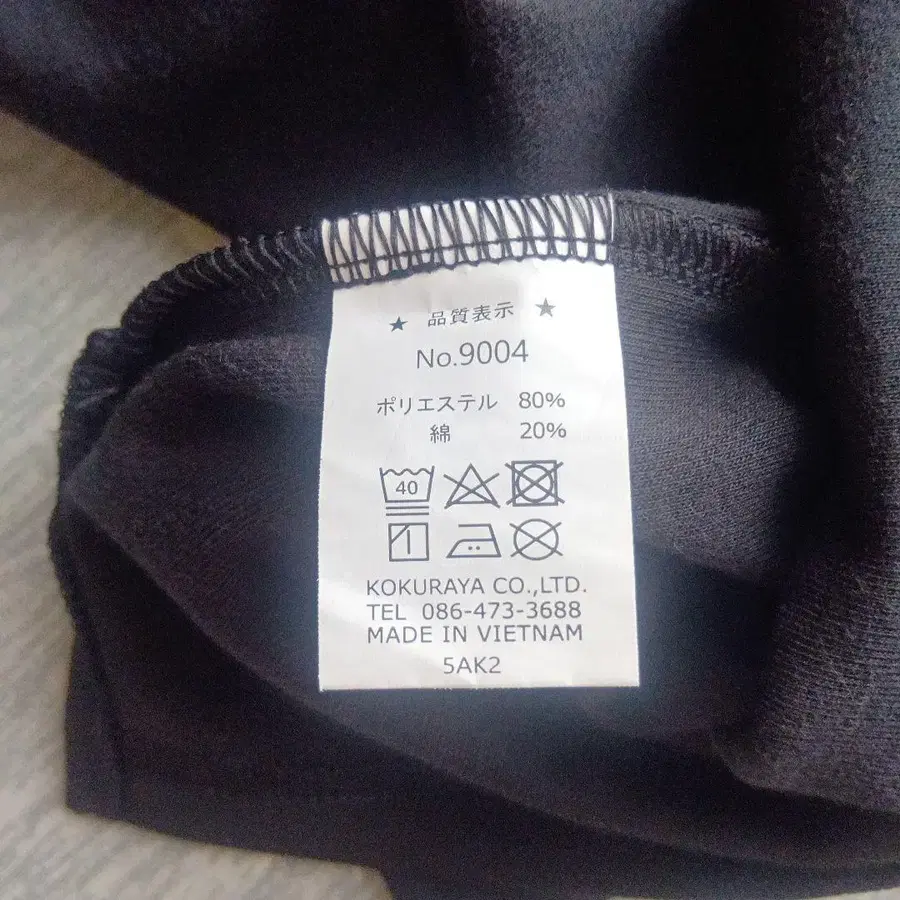 ★ 品質表示 ★
No.9004
ポリエステル 80%
綿 20%
40
KOKURAYA CO.,LTD.
TEL 086-473-3688
MADE IN VIETNAM
5AK2